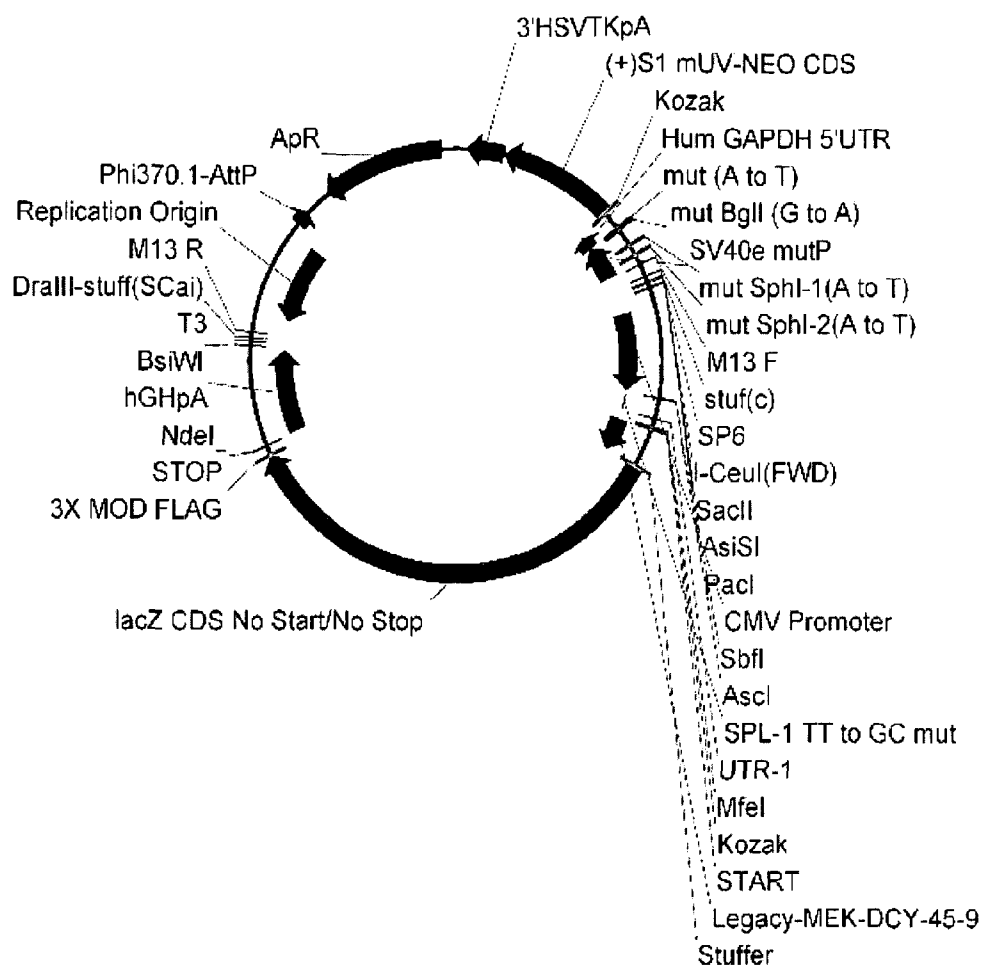 3'HSVTKpA
(+)S1 mUV-NEO CDS
Kozak
Hum GAPDH 5'UTR
mut (A to T)
mut BglI (G to A)
SV40e mutP
mut SphI-1(A to T)
mut SphI-2(A to T)
M13 F
stuf(c)
SP6
I-CeuI(FWD)
SacII
AsiSI
PacI
CMV Promoter
SbfI
AscI
SPL-1 TT to GC mut
UTR-1
MfeI
Kozak
START
Legacy-MEK-DCY-45-9
Stuffer
lacZ CDS No Start/No Stop
3X MOD FLAG
STOP
NdeI
hGHpA
BsiWI
T3
DraIII-stuff(SCai)
M13 R
Replication Origin
Phi370.1-AttP
ApR